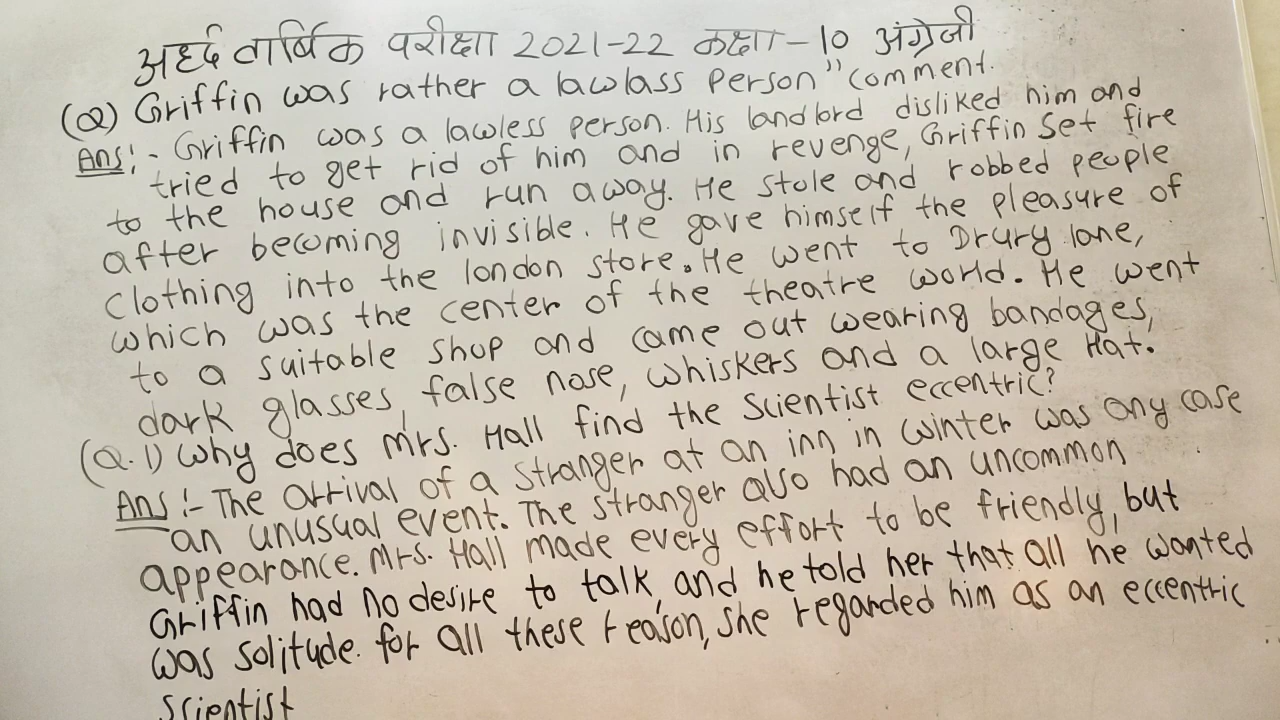 अर्ध्द वार्षिक परीक्षा 2021-22 कक्षा-10 अंग्रेजी
(Q) Griffin was rather a lawlass person" comment.
Ans:- Griffin was a lawless person. His landlord disliked him and
tried to get rid of him and in revenge, Griffin Set fire
to the house and run away. He stole and robbed people
after becoming invisible. He gave himself the pleasure of
clothing into the london store. He went to Drury lane,
which was the center of the theatre world. He went
to a suitable shop and came out wearing bandages,
dark glasses, false nose, whiskers and a large Hat.
(Q.1) Why does Mrs. Hall find the Scientist eccentric?
Ans:- The arrival of a stranger at an inn in winter was any case
an unusual event. The stranger also had an uncommon
appearance. Mrs. Hall made every effort to be friendly, but
Griffin had no desire to talk, and he told her that all he wanted
was solitude. for all these reason, she regarded him as an eccentric
scientist